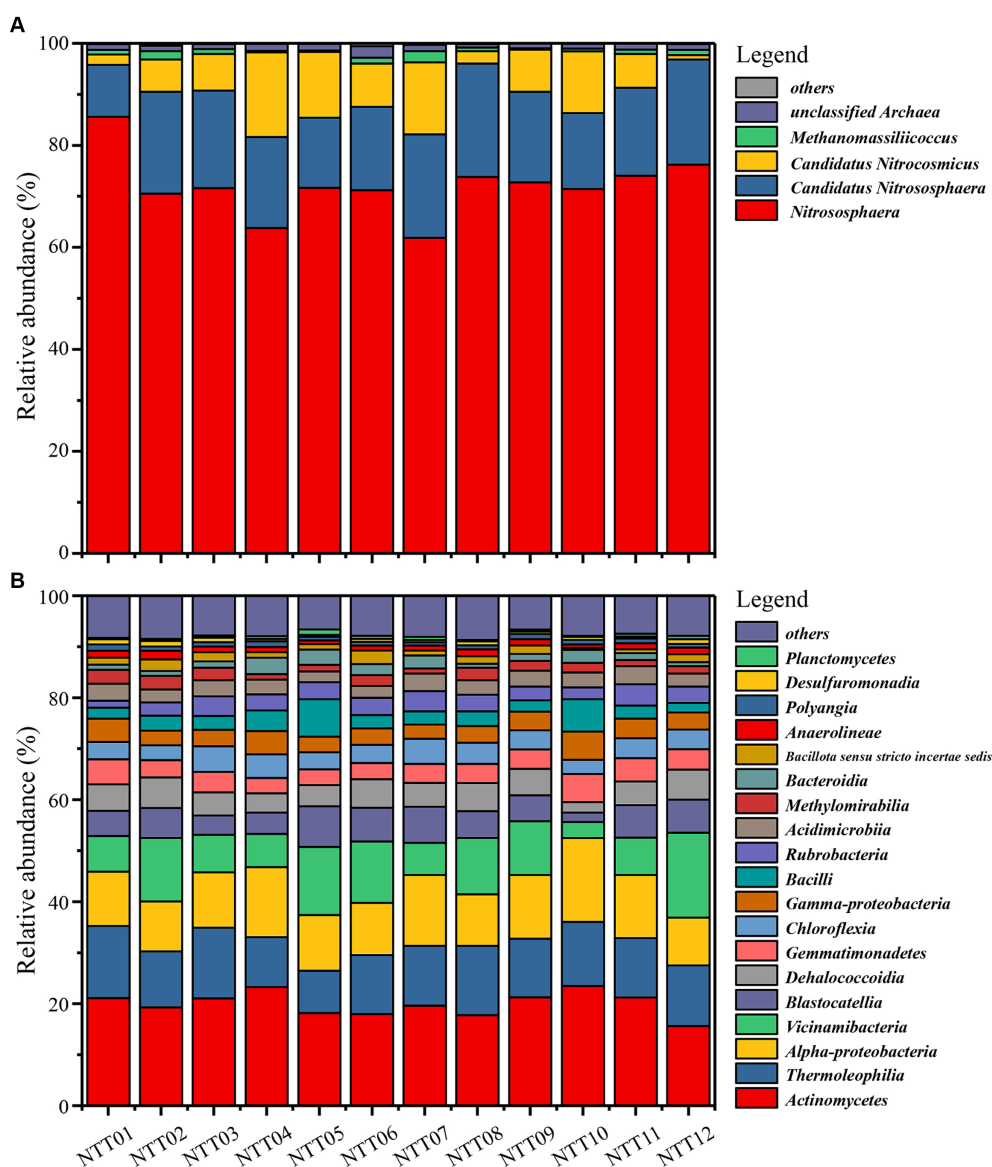 A
Relative abundance (%)
100
80
60
40
20
0
Legend
others
unclassified Archaea
Methanomassiliicoccus
Candidatus Nitrocosmicus
Candidatus Nitrososphaera
Nitrososphaera
B
Relative abundance (%)
100
80
60
40
20
0
NTT01 NTT02 NTT03 NTT04 NTT05 NTT06 NTT07 NTT08 NTT09 NTT10 NTT11 NTT12
Legend
others
Planctomycetes
Desulfuromonadia
Polyangia
Anaerolineae
Bacillota sensu stricto incertae sedis
Bacteroidia
Methylomirabilia
Acidimicrobiia
Rubrobacteria
Bacilli
Gamma-proteobacteria
Chloroflexia
Gemmatimonadetes
Dehalococcoidia
Blastocatellia
Vicinamibacteria
Alpha-proteobacteria
Thermoleophilia
Actinomycetes